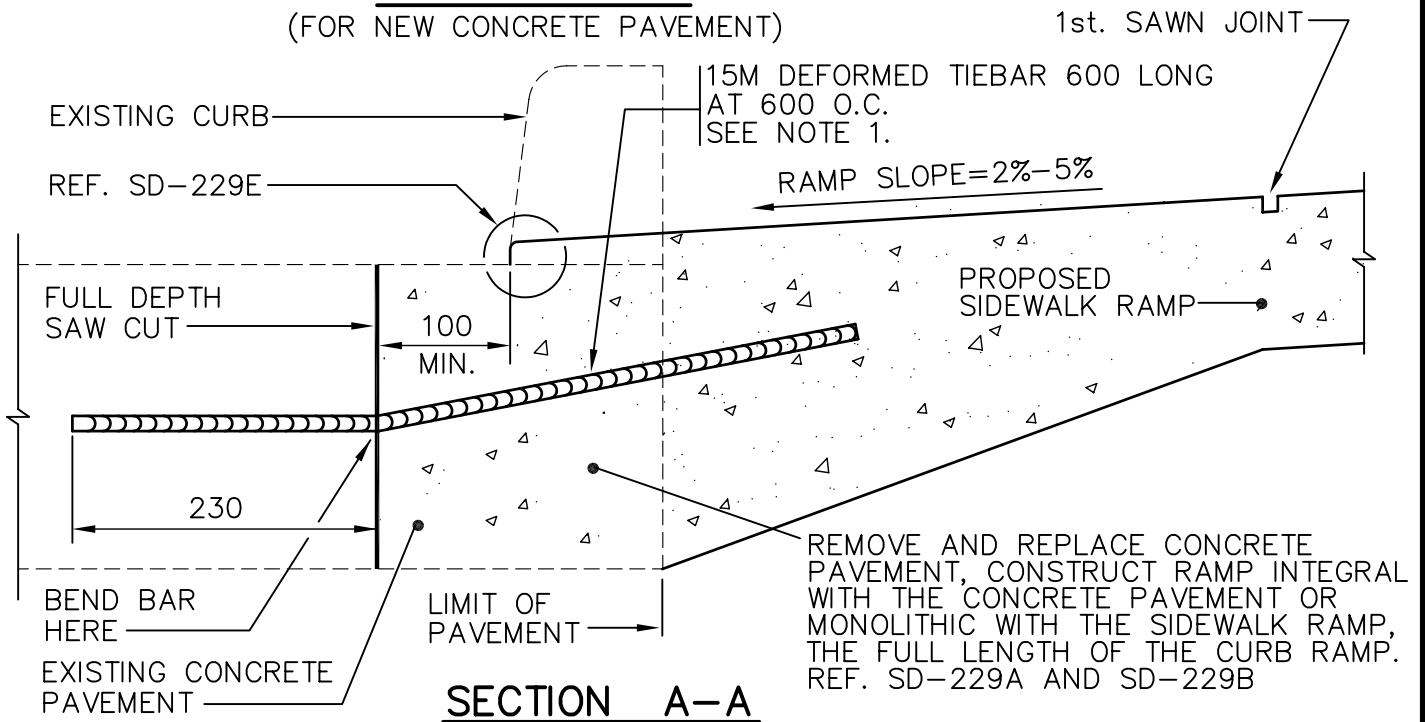 (FOR NEW CONCRETE PAVEMENT)
1st. SAWN JOINT
15M DEFORMED TIEBAR 600 LONG
AT 600 O.C.
SEE NOTE 1.
EXISTING CURB
REF. SD-229E
RAMP SLOPE=2%-5%
FULL DEPTH
SAW CUT
100
MIN.
PROPOSED
SIDEWALK RAMP
230
BEND BAR
HERE
LIMIT OF
PAVEMENT
EXISTING CONCRETE
PAVEMENT
REMOVE AND REPLACE CONCRETE
PAVEMENT, CONSTRUCT RAMP INTEGRAL
WITH THE CONCRETE PAVEMENT OR
MONOLITHIC WITH THE SIDEWALK RAMP,
THE FULL LENGTH OF THE CURB RAMP.
REF. SD-229A AND SD-229B
SECTION A-A